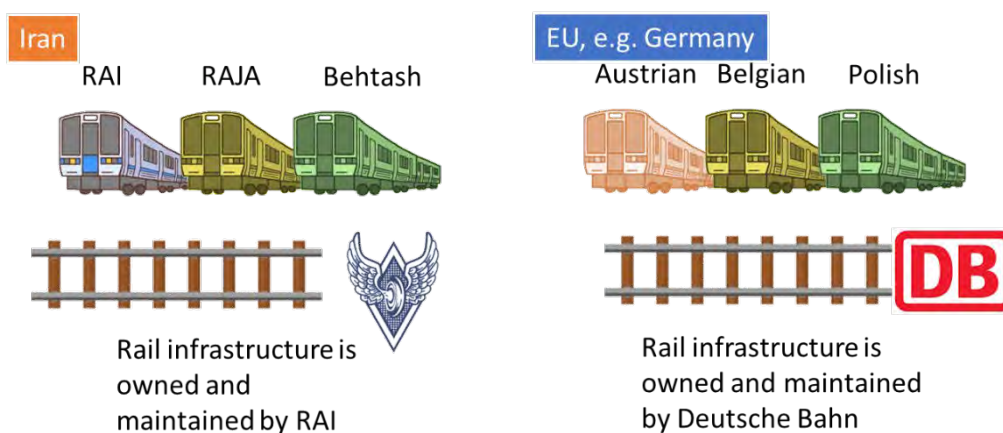 Iran
RAI RAJA Behtash
Rail infrastructure is
owned and
maintained by RAI
EU, e.g. Germany
Austrian Belgian Polish
DB
Rail infrastructure is
owned and maintained
by Deutsche Bahn